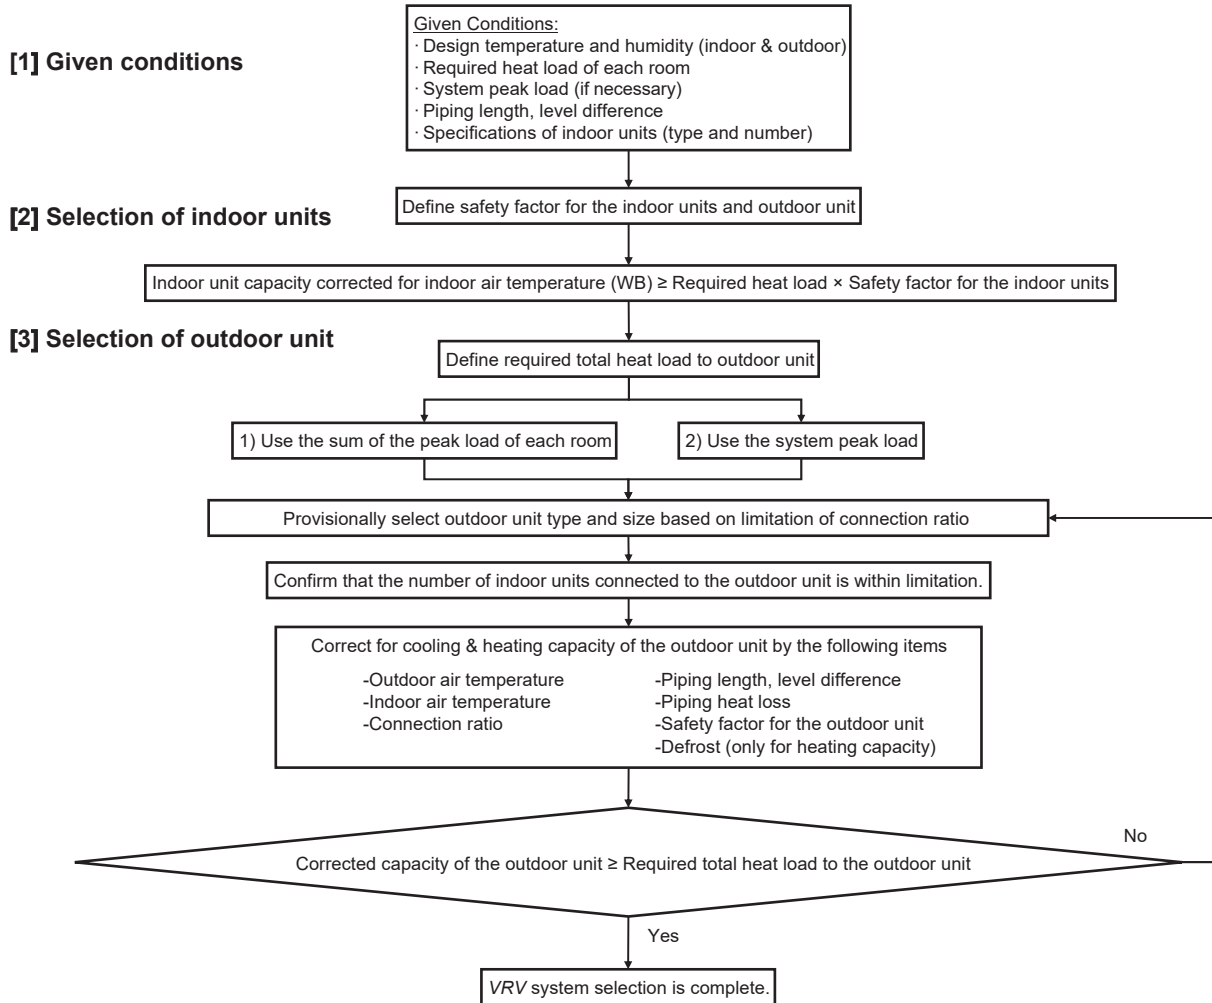 Given Conditions:
· Design temperature and humidity (indoor & outdoor)
[1] Given conditions
· Required heat load of each room
· System peak load (if necessary)
· Piping length, level difference
· Specifications of indoor units (type and number)
[2] Selection of indoor units
Define safety factor for the indoor units and outdoor unit
Indoor unit capacity corrected for indoor air temperature (WB) ≥ Required heat load × Safety factor for the indoor units
[3] Selection of outdoor unit
Define required total heat load to outdoor unit
1) Use the sum of the peak load of each room
2) Use the system peak load
Provisionally select outdoor unit type and size based on limitation of connection ratio
Confirm that the number of indoor units connected to the outdoor unit is within limitation.
Correct for cooling & heating capacity of the outdoor unit by the following items
-Outdoor air temperature
-Indoor air temperature
-Connection ratio
-Piping length, level difference
-Piping heat loss
-Safety factor for the outdoor unit
-Defrost (only for heating capacity)
No
Corrected capacity of the outdoor unit ≥ Required total heat load to the outdoor unit
Yes
VRV system selection is complete.